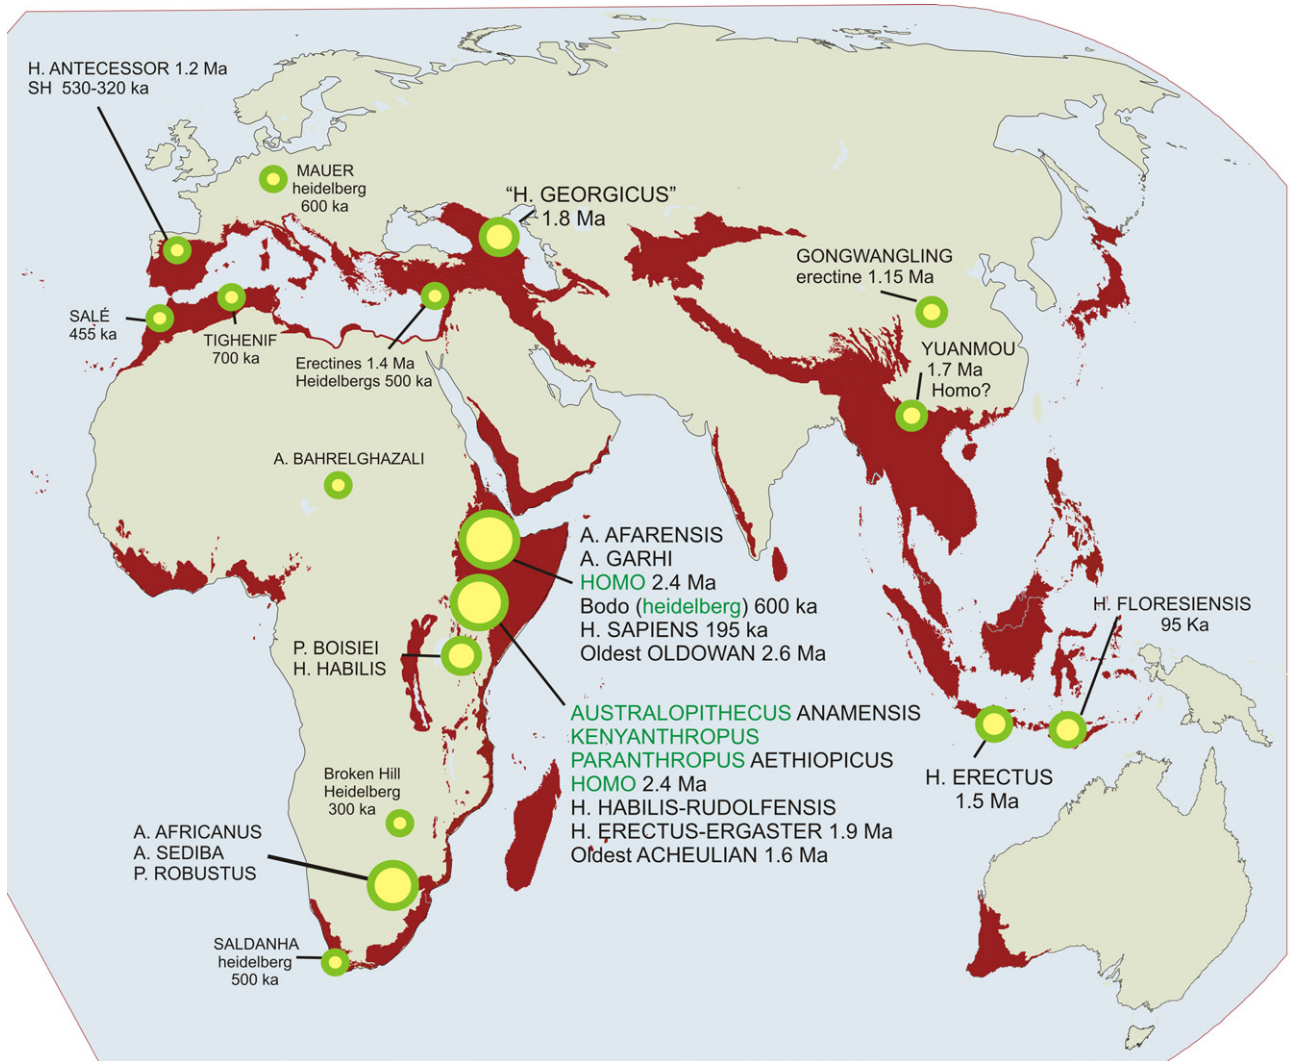 H. ANTECESSOR 1.2 Ma
SH 530-320 ka
MAUER
heidelberg
600 ka
“H. GEORGICUS”
1.8 Ma
GONGWANGLING
erectine 1.15 Ma
SALÉ
455 ka
TIGHENIF
700 ka
Erectines 1.4 Ma
Heidelbergs 500 ka
YUANMOU
1.7 Ma
Homo?
A. BAHRELGHAZALI
A. AFARENSIS
A. GARHI
HOMO 2.4 Ma
Bodo (heidelberg) 600 ka
H. SAPIENS 195 ka
Oldest OLDOWAN 2.6 Ma
H. FLORESIENSIS
95 Ka
P. BOISIEI
H. HABILIS
AUSTRALOPITHECUS ANAMENSIS
KENYANTHROPUS
PARANTHROPUS AETHIOPICUS
HOMO 2.4 Ma
H. HABILIS-RUDOLFENSIS
H. ERECTUS-ERGASTER 1.9 Ma
Oldest ACHEULIAN 1.6 Ma
H. ERECTUS
1.5 Ma
Broken Hill
Heidelberg
300 ka
A. AFRICANUS
A. SEDIBA
P. ROBUSTUS
SALDANHA
heidelberg
500 ka